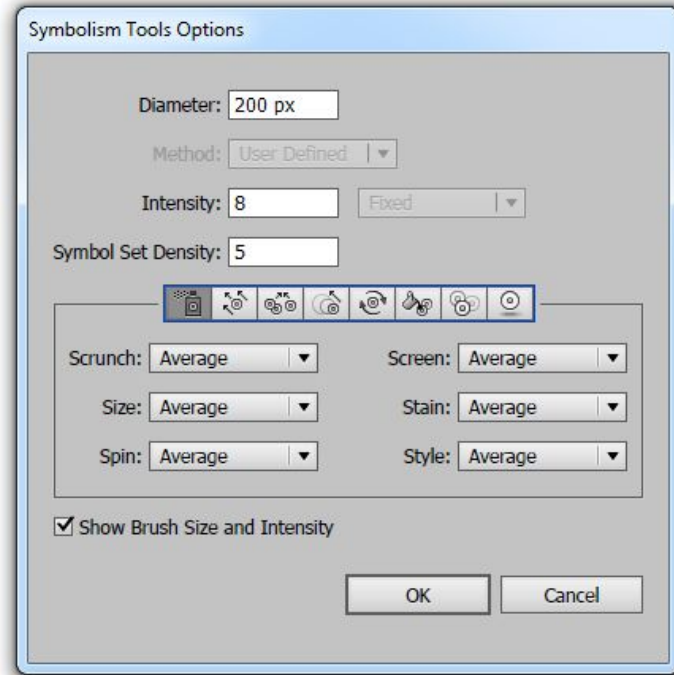 Symbolism Tools Options
Diameter: 200 px
Method: User Defined
Intensity: 8 Fixed
Symbol Set Density: 5
Scrunch: Average Screen: Average
Size: Average Stain: Average
Spin: Average Style: Average
Show Brush Size and Intensity
OK Cancel